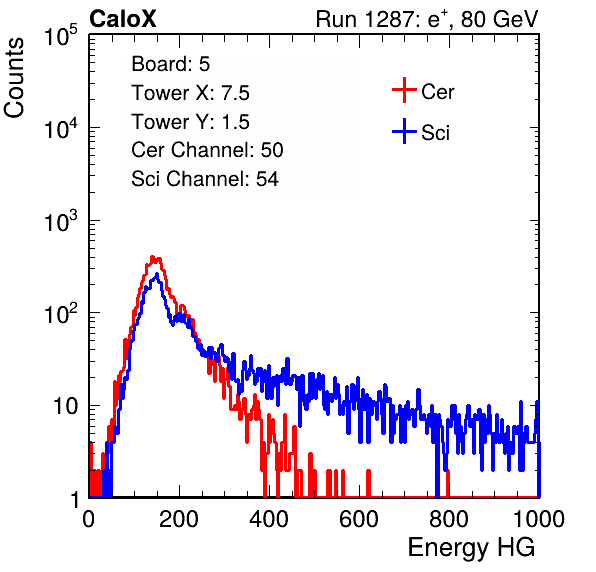 CaloX Run 1287: e⁺, 80 GeV
Counts
10⁵
10⁴
10³
10²
10
1
Board: 5
Tower X: 7.5
Tower Y: 1.5
Cer Channel: 50
Sci Channel: 54
Cer
Sci
0 200 400 600 800 1000
Energy HG